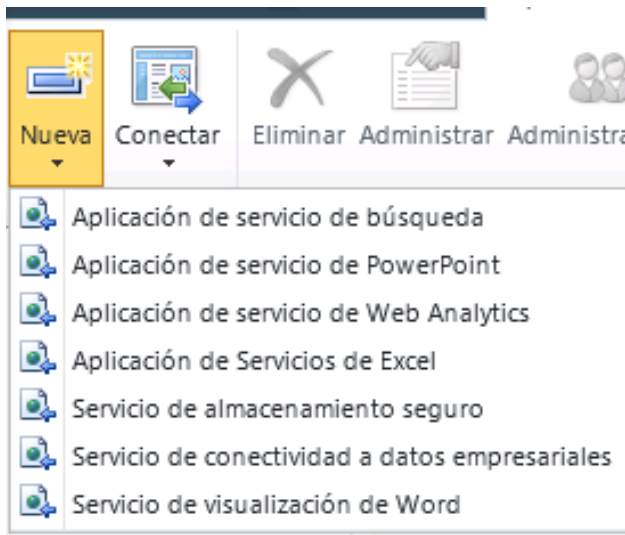 Nueva Conectar Eliminar Administrar
Aplicación de servicio de búsqueda
Aplicación de servicio de PowerPoint
Aplicación de servicio de Web Analytics
Aplicación de Servicios de Excel
Servicio de almacenamiento seguro
Servicio de conectividad a datos empresariales
Servicio de visualización de Word